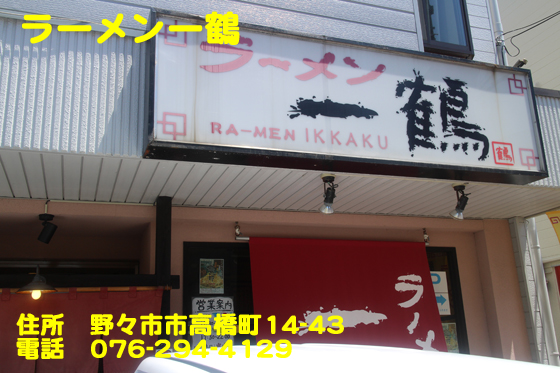 ラーメン一鶴
ラーメン
一鶴
RA-MEN IKKAKU
鶴
営業案内
一
ラーメ
住所 野々市市高橋町14-43
電話 076-294-4129